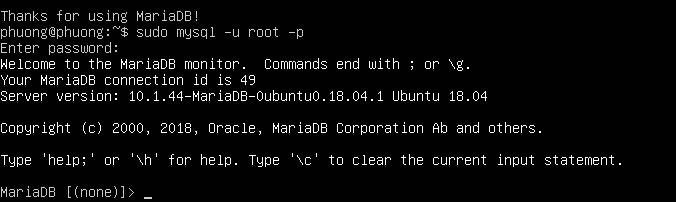 Thanks for using MariaDB!
phuong@phuong:~$ sudo mysql -u root -p
Enter password:
Welcome to the MariaDB monitor.  Commands end with ; or \g.
Your MariaDB connection id is 49
Server version: 10.1.44-MariaDB-0ubuntu0.18.04.1 Ubuntu 18.04
Copyright (c) 2000, 2018, Oracle, MariaDB Corporation Ab and others.
Type 'help;' or '\h' for help. Type '\c' to clear the current input statement.
MariaDB [(none)]> _